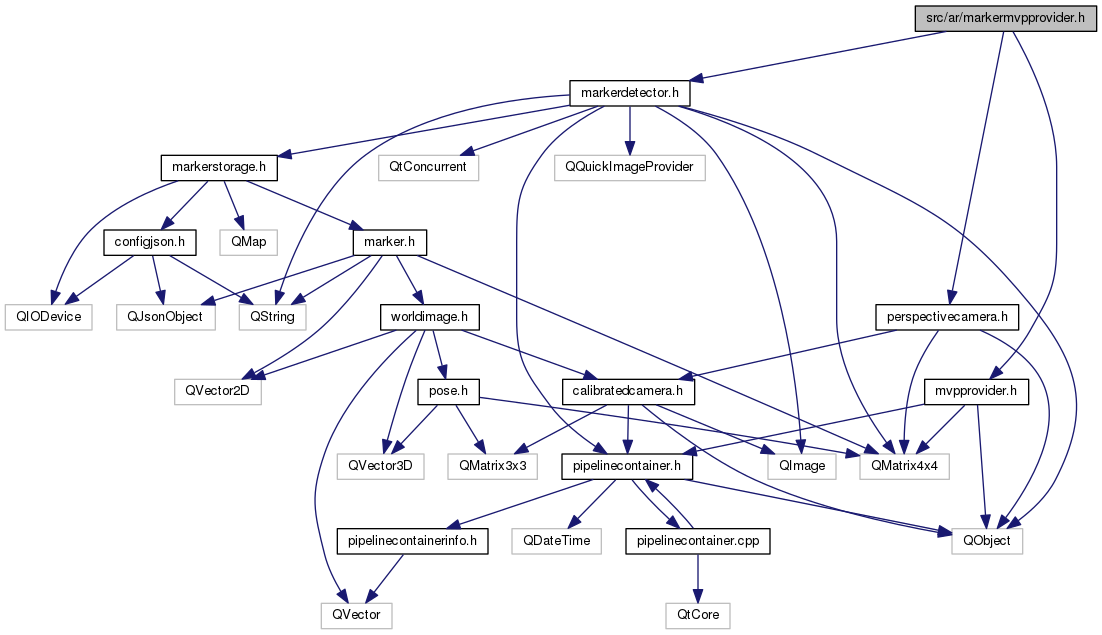 src/ar/markermvpprovider.h
markerdetector.h
markerstorage.h
QtConcurrent
QQuickImageProvider
configjson.h
QMap
marker.h
QIODevice
QJsonObject
QString
worldimage.h
perspectivecamera.h
QVector2D
pose.h
calibratedcamera.h
mvpprovider.h
QVector3D
QMatrix3x3
pipelinecontainer.h
QImage
QMatrix4x4
pipelinecontainerinfo.h
QDateTime
pipelinecontainer.cpp
QObject
QVector
QtCore